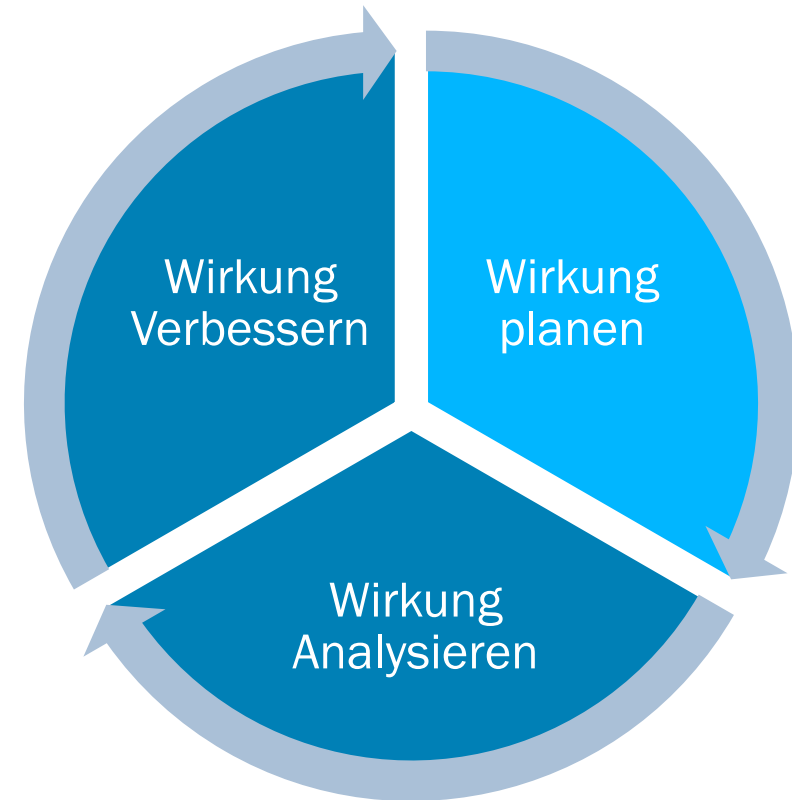 Wirkung
Verbessern
Wirkung
planen
Wirkung
Analysieren